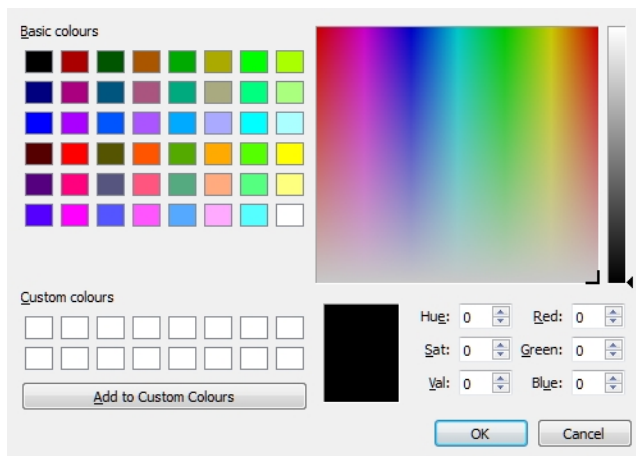 Basic colours
Custom colours
Add to Custom Colours
Hue: 0 Red: 0
Sat: 0 Green: 0
Val: 0 Blue: 0
OK Cancel